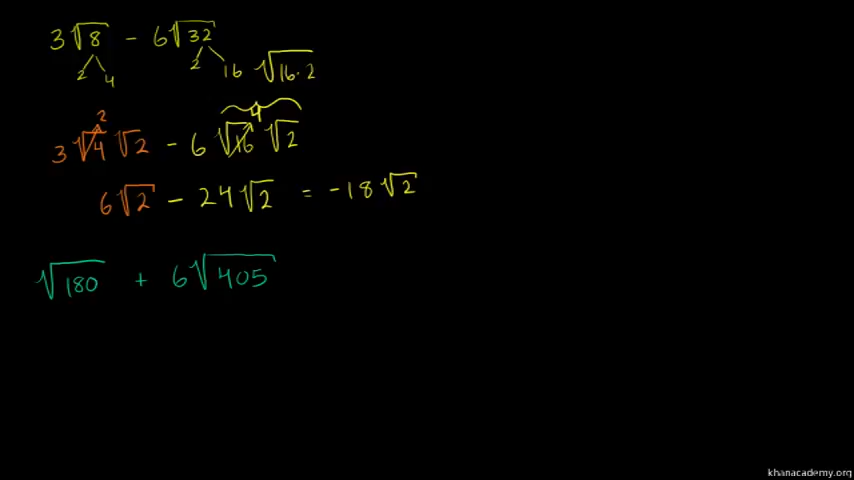 3√8 - 6√32
2 4 2 16 √16·2
2 4
3√4 √2 - 6 √16 √2
6√2 - 24√2 = -18√2
√180 + 6√405
khanacademy.org